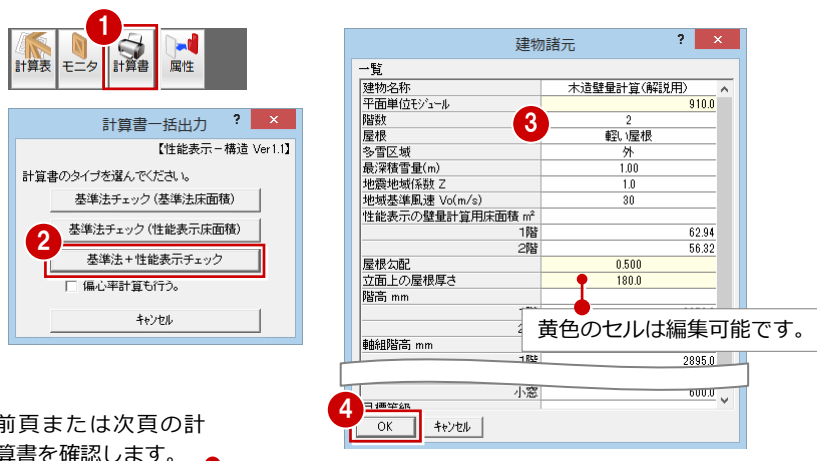 1
計算表 モニタ 計算書 属性
計算書一括出力 ? ×
【性能表示－構造 Ver1.1】
計算書のタイプを選んでください。
基準法チェック(基準法床面積)
基準法チェック(性能表示床面積)
2
基準法＋性能表示チェック
偏心率計算も行う。
キャンセル
前頁または次頁の計
算書を確認します。
建物諸元 ? ×
一覧
建物名称 木造壁量計算(解説用)
平面単位モジュール 910.0
3
階数 2
屋根 軽い屋根
多雪区域 外
最深積雪量(m) 1.00
地震地域係数 Z 1.0
地域基準風速 Vo(m/s) 30
性能表示の壁量計算用床面積 m²
1階 62.94
2階 56.32
屋根勾配 0.500
立面上の屋根厚さ 180.0
階高 mm
黄色のセルは編集可能です。
軸組階高 mm
1階 2895.0
小窓 600.0
目標等級
4
OK キャンセル